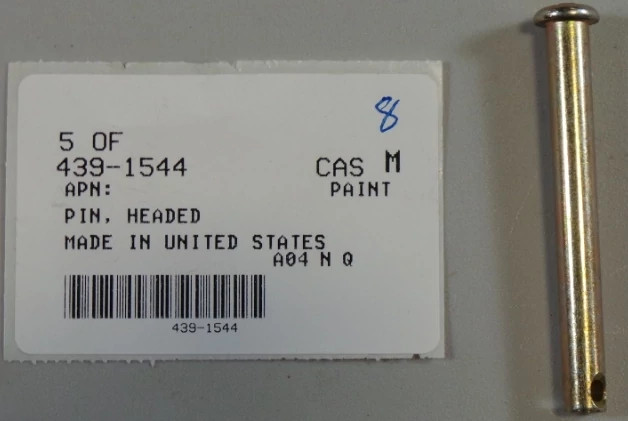 8
5 OF
439-1544 CAS M
APN: PAINT
PIN, HEADED
MADE IN UNITED STATES
A04 N Q
439-1544